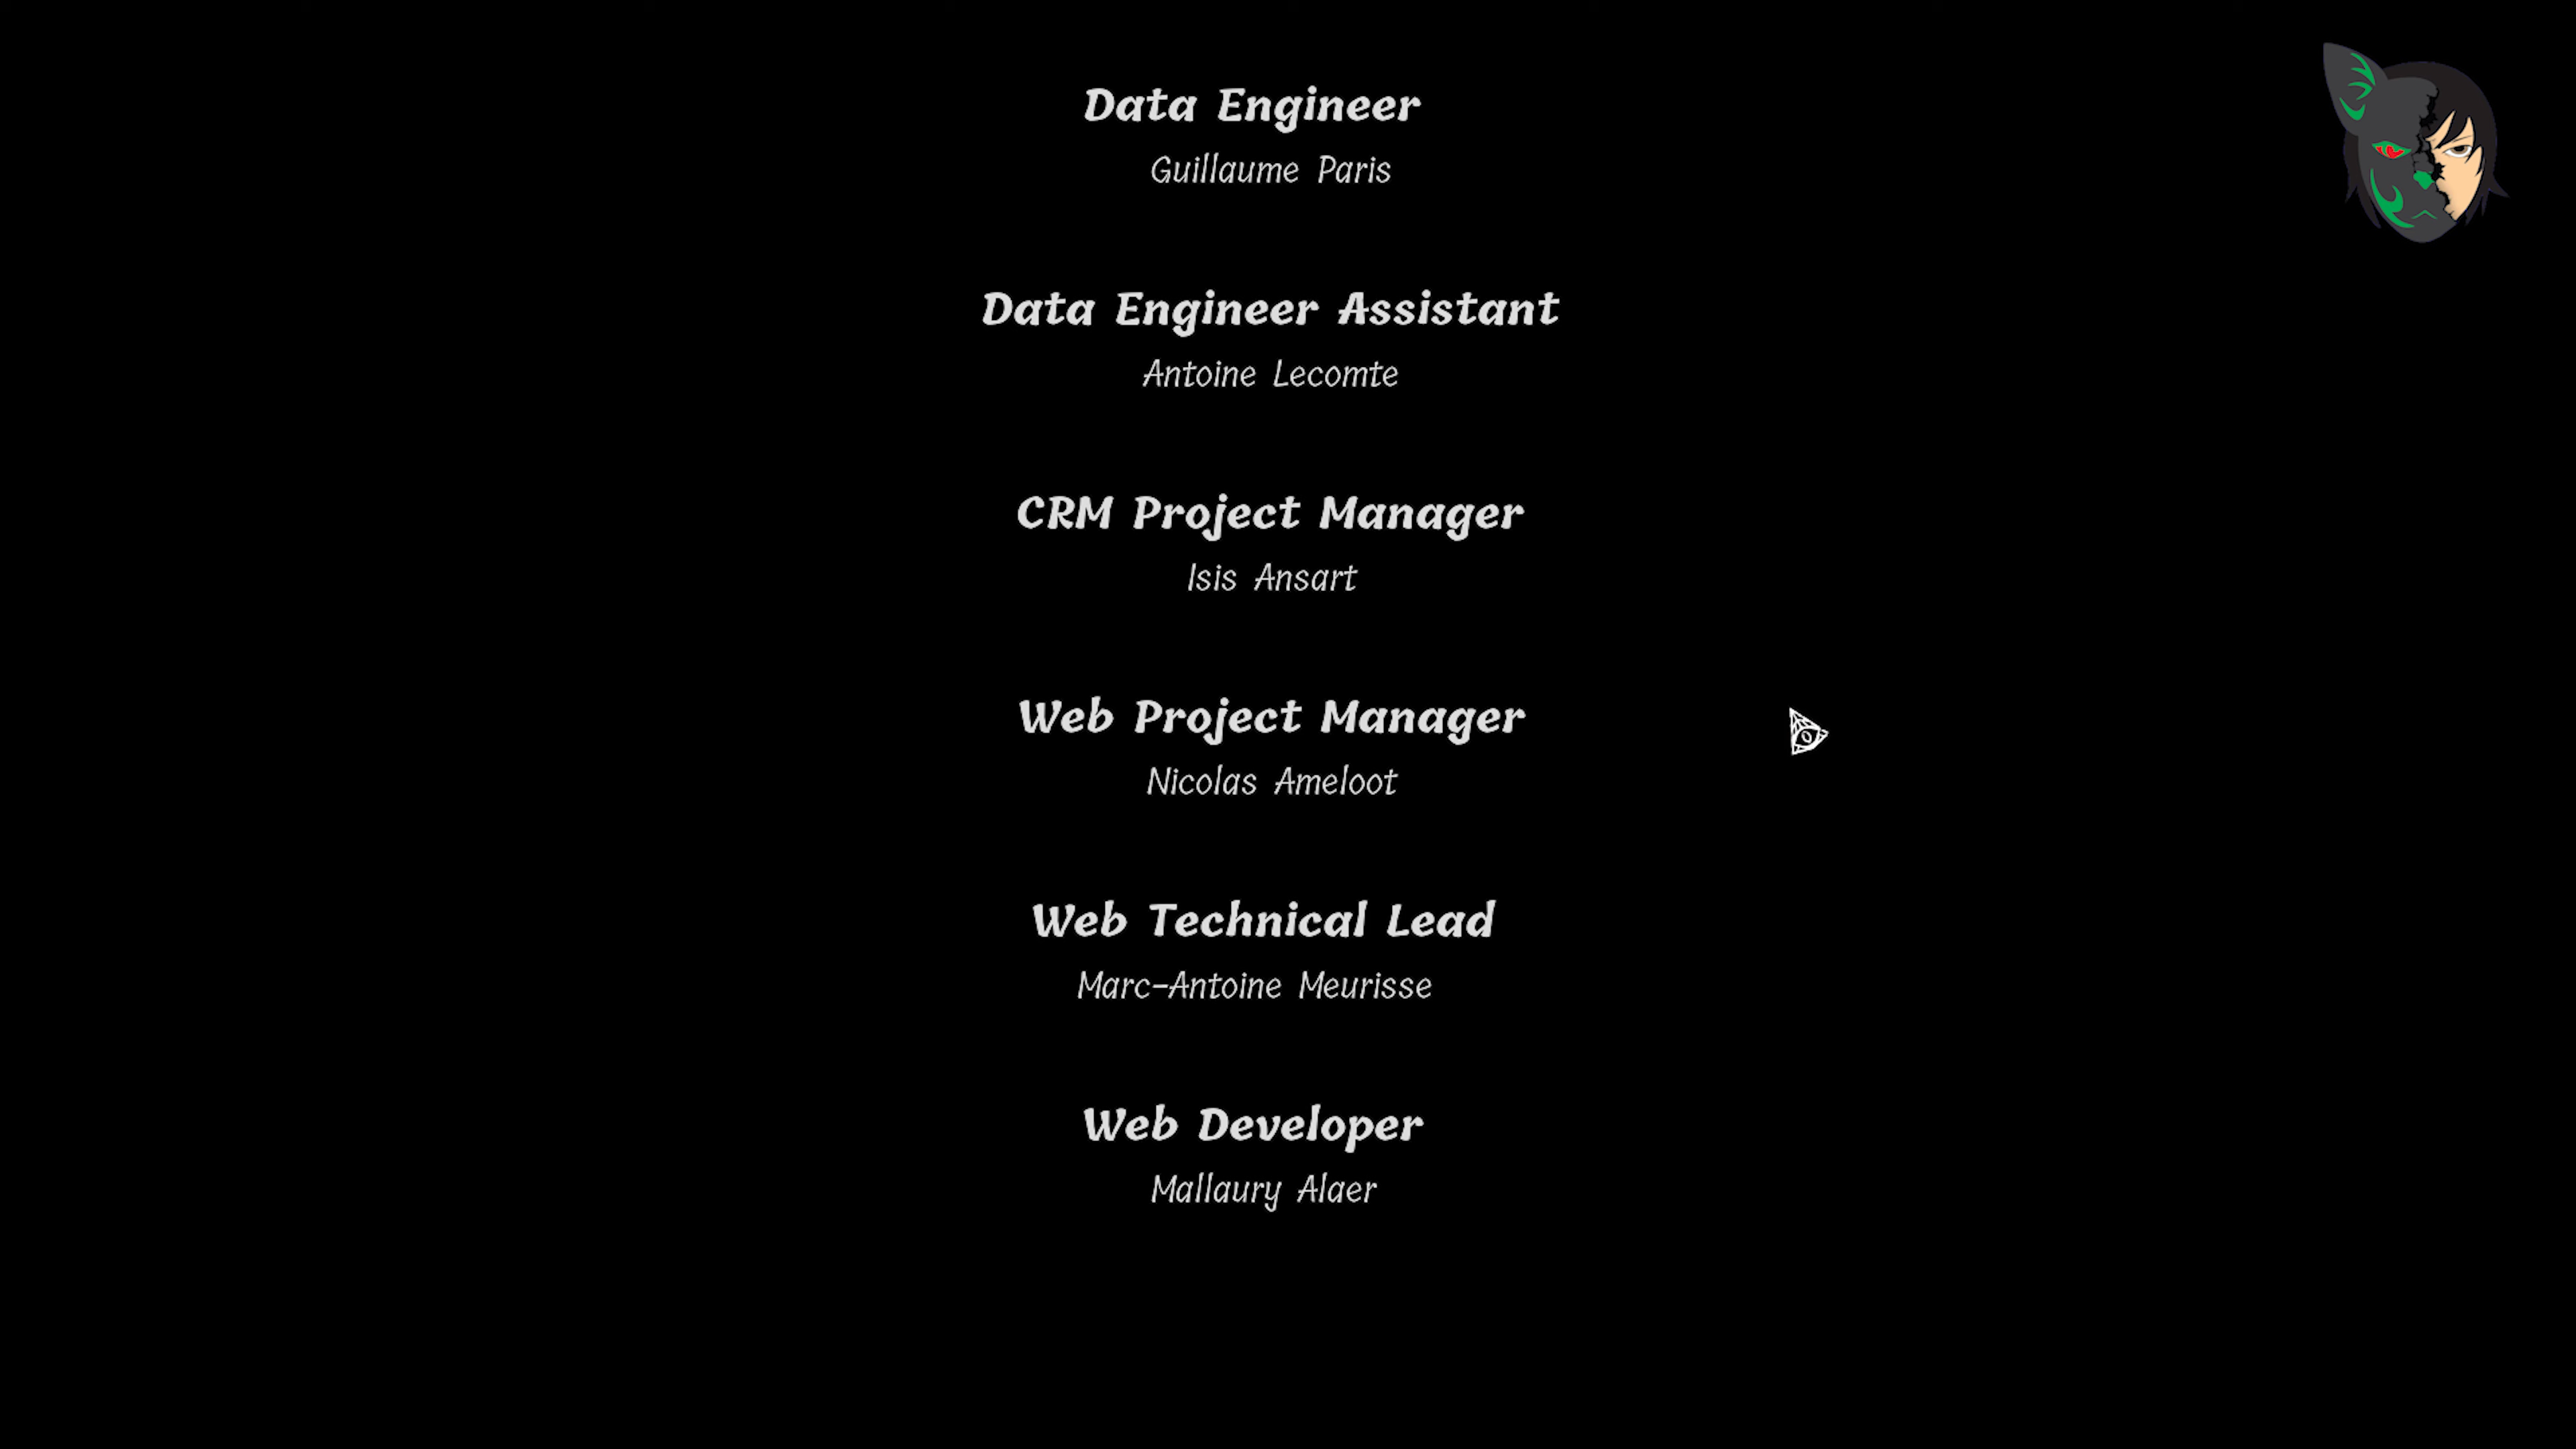 Data Engineer
Guillaume Paris
Data Engineer Assistant
Antoine Lecomte
CRM Project Manager
Isis Ansart
Web Project Manager
Nicolas Ameloot
Web Technical Lead
Marc-Antoine Meurisse
Web Developer
Mallaury Alaer